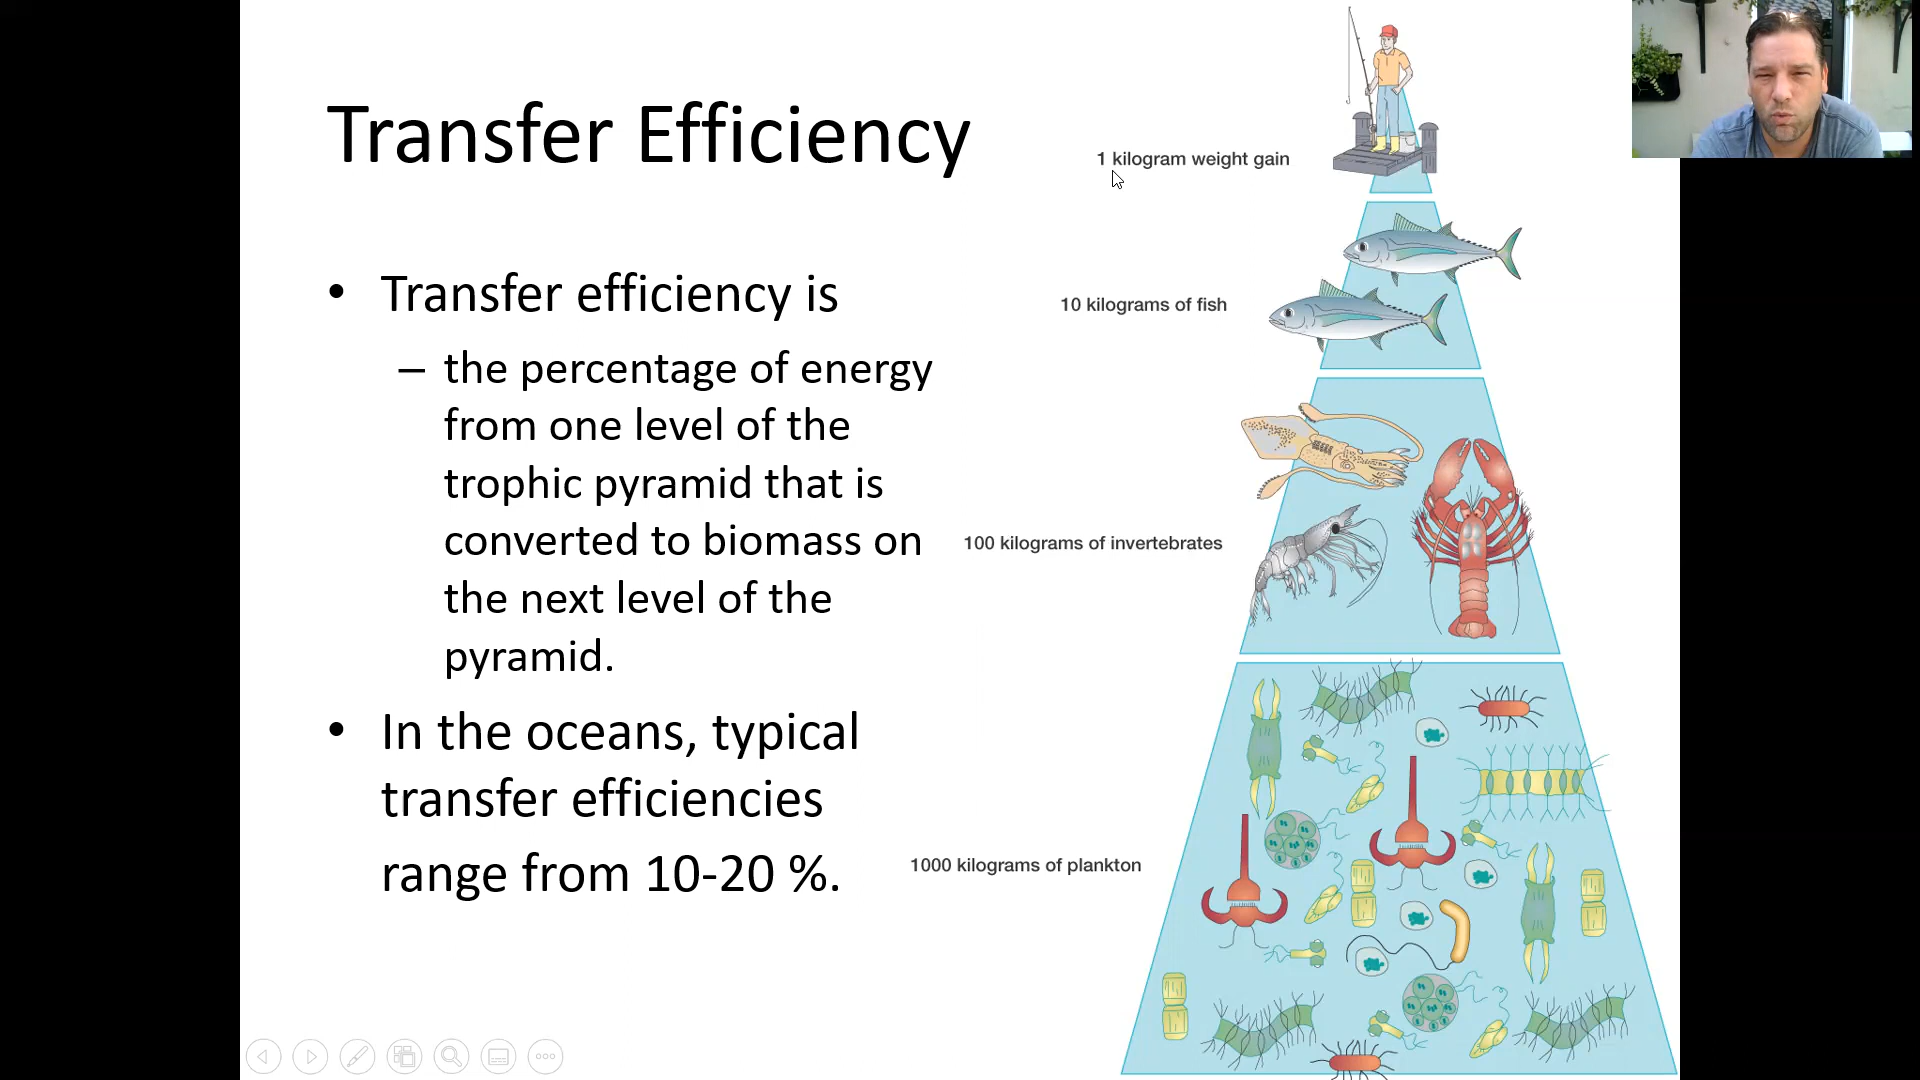 Transfer Efficiency
• Transfer efficiency is
– the percentage of energy
from one level of the
trophic pyramid that is
converted to biomass on
the next level of the
pyramid.
• In the oceans, typical
transfer efficiencies
range from 10-20 %.
1 kilogram weight gain
10 kilograms of fish
100 kilograms of invertebrates
1000 kilograms of plankton